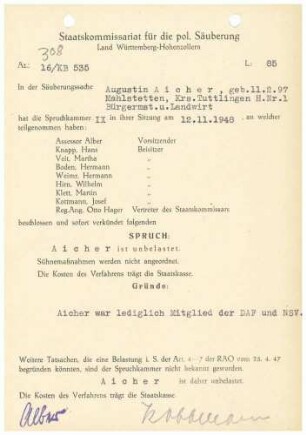 Staatskommissariat für die pol. Säuberung
Land Württemberg-Hohenzollern
308
Az.: 16/KB 535 L: 85
In der Säuberungssache: Augustin Aicher, geb.11.2.97
Mahlstetten, Krs.Tuttlingen H.Nr.1
Bürgermst.u.Landwirt
hat die Spruchkammer II in ihrer Sitzung am 12.11.1948 an welcher
teilgenommen haben:
Assessor Alber Vorsitzender
Knapp, Hans Beisitzer
Veit, Martha "
Boden, Hermann "
Weimer, Hermann "
Hirn, Wilhelm "
Klett, Martin "
Kettmann, Josef "
Reg.Ang. Otto Hager Vertreter des Staatskommissars
beschlossen und sofort verkündet folgenden
SPRUCH:
Aicher ist unbelastet.
Sühnemaßnahmen werden nicht angeordnet.
Die Kosten des Verfahrens trägt die Staatskasse.
Gründe:
Aicher war lediglich Mitglied der DAF und NSV.
Weitere Tatsachen, die eine Belastung i. S. der Art. 4-7 der RAO vom 25. 4. 47
begründen könnten, sind der Spruchkammer nicht bekannt geworden.
Aicher ist daher unbelastet.
Die Kosten des Verfahrens trägt die Staatskasse.
Alber